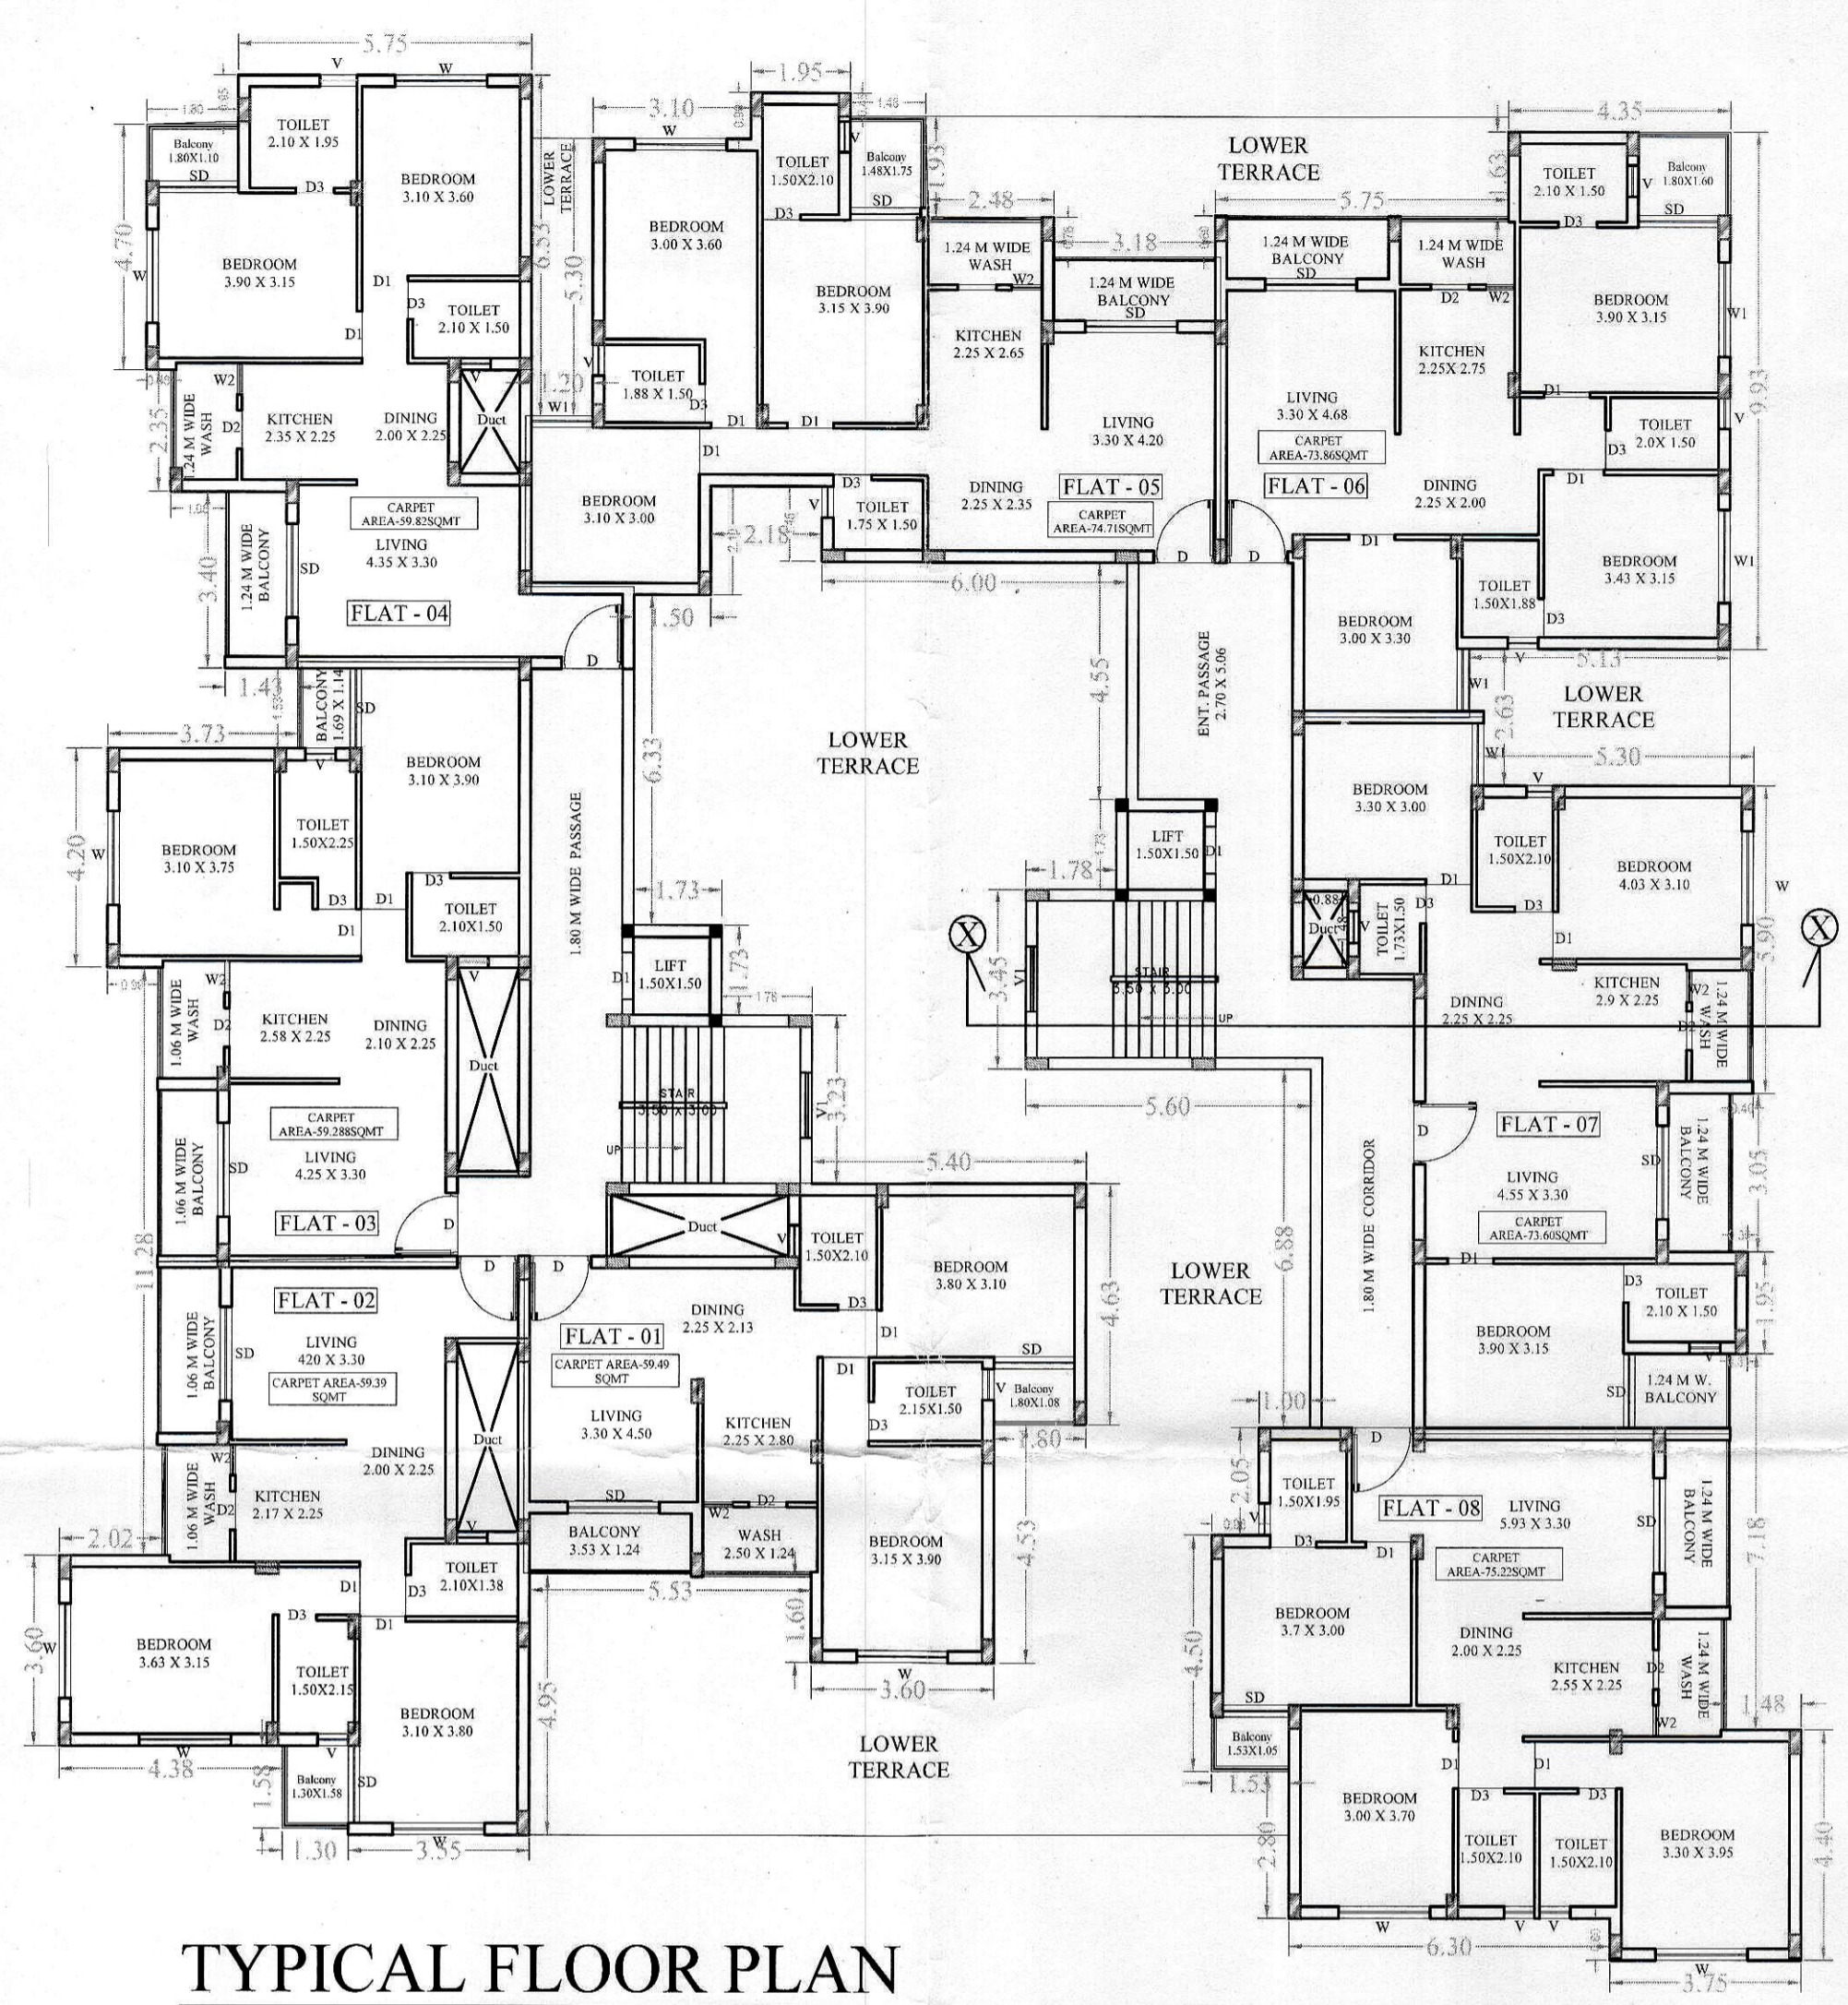 5.75
V
W
1.80
TOILET
2.10 X 1.95
Balcony
1.80X1.10
SD
D3
BEDROOM
3.10 X 3.60
4.70
W
BEDROOM
3.90 X 3.15
D1
D3
TOILET
2.10 X 1.50
D1
LOWER
TERRACE
6.53
5.30
1.20
W1
W2
1.24 M WIDE
WASH
D2
2.35
KITCHEN
2.35 X 2.25
DINING
2.00 X 2.25
V
Duct
CARPET
AREA-59.82SQMT
LIVING
4.35 X 3.30
FLAT - 04
1.24 M WIDE
BALCONY
SD
3.40
D
1.95
3.10
W
1.48
TOILET
1.50X2.10
V
Balcony
1.48X1.75
SD
D3
1.93
BEDROOM
3.00 X 3.60
BEDROOM
3.15 X 3.90
V
TOILET
1.88 X 1.50
D3
D1
D1
D1
BEDROOM
3.10 X 3.00
2.48
1.24 M WIDE
WASH
W2
3.18
1.24 M WIDE
BALCONY
SD
KITCHEN
2.25 X 2.65
LIVING
3.30 X 4.20
FLAT - 05
CARPET
AREA-74.71SQMT
DINING
2.25 X 2.35
D3
V
TOILET
1.75 X 1.50
2.18
6.00
1.50
D
LOWER
TERRACE
5.75
1.63
4.35
TOILET
2.10 X 1.50
V
Balcony
1.80X1.60
SD
D3
1.24 M WIDE
BALCONY
SD
1.24 M WIDE
WASH
D2
W2
BEDROOM
3.90 X 3.15
W1
KITCHEN
2.25X 2.75
LIVING
3.30 X 4.68
CARPET
AREA-73.86SQMT
FLAT - 06
D1
TOILET
2.0X 1.50
V
D3
9.93
DINING
2.25 X 2.00
D1
D
D1
BEDROOM
3.43 X 3.15
W1
TOILET
1.50X1.88
D3
V
BEDROOM
3.00 X 3.30
W1
5.13
LOWER
TERRACE
2.63
5.30
1.43
BALCONY
1.69 X 1.14
SD
3.73
V
BEDROOM
3.10 X 3.90
4.20
W
BEDROOM
3.10 X 3.75
TOILET
1.50X2.25
D3
D1
D1
D3
TOILET
2.10X1.50
1.80 M WIDE PASSAGE
6.33
LOWER
TERRACE
4.55
ENT. PASSAGE
2.70 X 5.06
1.73
D1
LIFT
1.50X1.50
1.73
1.78
LIFT
1.50X1.50
D1
1.78
X
3.45
V1
STAIR
3.50 X 3.00
UP
W1
BEDROOM
3.30 X 3.00
V
TOILET
1.50X2.10
BEDROOM
4.03 X 3.10
W
D1
D3
D3
D1
0.88
Duct
V
TOILET
1.73X1.50
X
5.90
W2
1.06 M WIDE
WASH
D2
KITCHEN
2.58 X 2.25
DINING
2.10 X 2.25
V
Duct
KITCHEN
2.9 X 2.25
DINING
2.25 X 2.25
W2
D2
1.24 M WIDE
WASH
STAIR
3.50 X 3.00
UP
V1
3.23
5.60
CARPET
AREA-59.288SQMT
LIVING
4.25 X 3.30
FLAT - 03
1.06 M WIDE
BALCONY
SD
D
11.28
D
FLAT - 07
LIVING
4.55 X 3.30
CARPET
AREA-73.60SQMT
SD
1.24 M WIDE
BALCONY
3.05
1.80 M WIDE CORRIDOR
6.88
LOWER
TERRACE
5.40
Duct
V
TOILET
1.50X2.10
BEDROOM
3.80 X 3.10
4.63
D3
D1
SD
D
D
FLAT - 02
LIVING
420 X 3.30
CARPET AREA-59.39
SQMT
1.06 M WIDE
BALCONY
SD
DINING
2.25 X 2.13
FLAT - 01
CARPET AREA-59.49
SQMT
D1
TOILET
2.15X1.50
V
Balcony
1.80X1.08
D3
1.80
LIVING
3.30 X 4.50
KITCHEN
2.25 X 2.80
D1
D3
TOILET
2.10 X 1.50
1.95
V
BEDROOM
3.90 X 3.15
SD
1.24 M W.
BALCONY
1.00
D
W2
1.06 M WIDE
WASH
D2
DINING
2.00 X 2.25
KITCHEN
2.17 X 2.25
Duct
V
SD
BALCONY
3.53 X 1.24
W2
D2
WASH
2.50 X 1.24
BEDROOM
3.15 X 3.90
4.53
5.53
1.60
W
3.60
2.02
TOILET
2.10X1.38
D3
D1
D3
D1
3.60
W
BEDROOM
3.63 X 3.15
TOILET
1.50X2.15
BEDROOM
3.10 X 3.80
4.95
W
V
4.38
1.58
Balcony
1.30X1.58
SD
1.30
W
3.55
LOWER
TERRACE
2.05
TOILET
1.50X1.95
V
D3
D1
FLAT - 08
LIVING
5.93 X 3.30
CARPET
AREA-75.22SQMT
SD
1.24 M WIDE
BALCONY
7.18
4.50
BEDROOM
3.7 X 3.00
DINING
2.00 X 2.25
KITCHEN
2.55 X 2.25
D2
W2
1.24 M WIDE
WASH
1.48
SD
Balcony
1.53X1.05
1.53
D1
D1
BEDROOM
3.00 X 3.70
D3
D3
TOILET
1.50X2.10
TOILET
1.50X2.10
BEDROOM
3.30 X 3.95
2.80
4.40
W
V
V
6.30
W
3.75
TYPICAL FLOOR PLAN